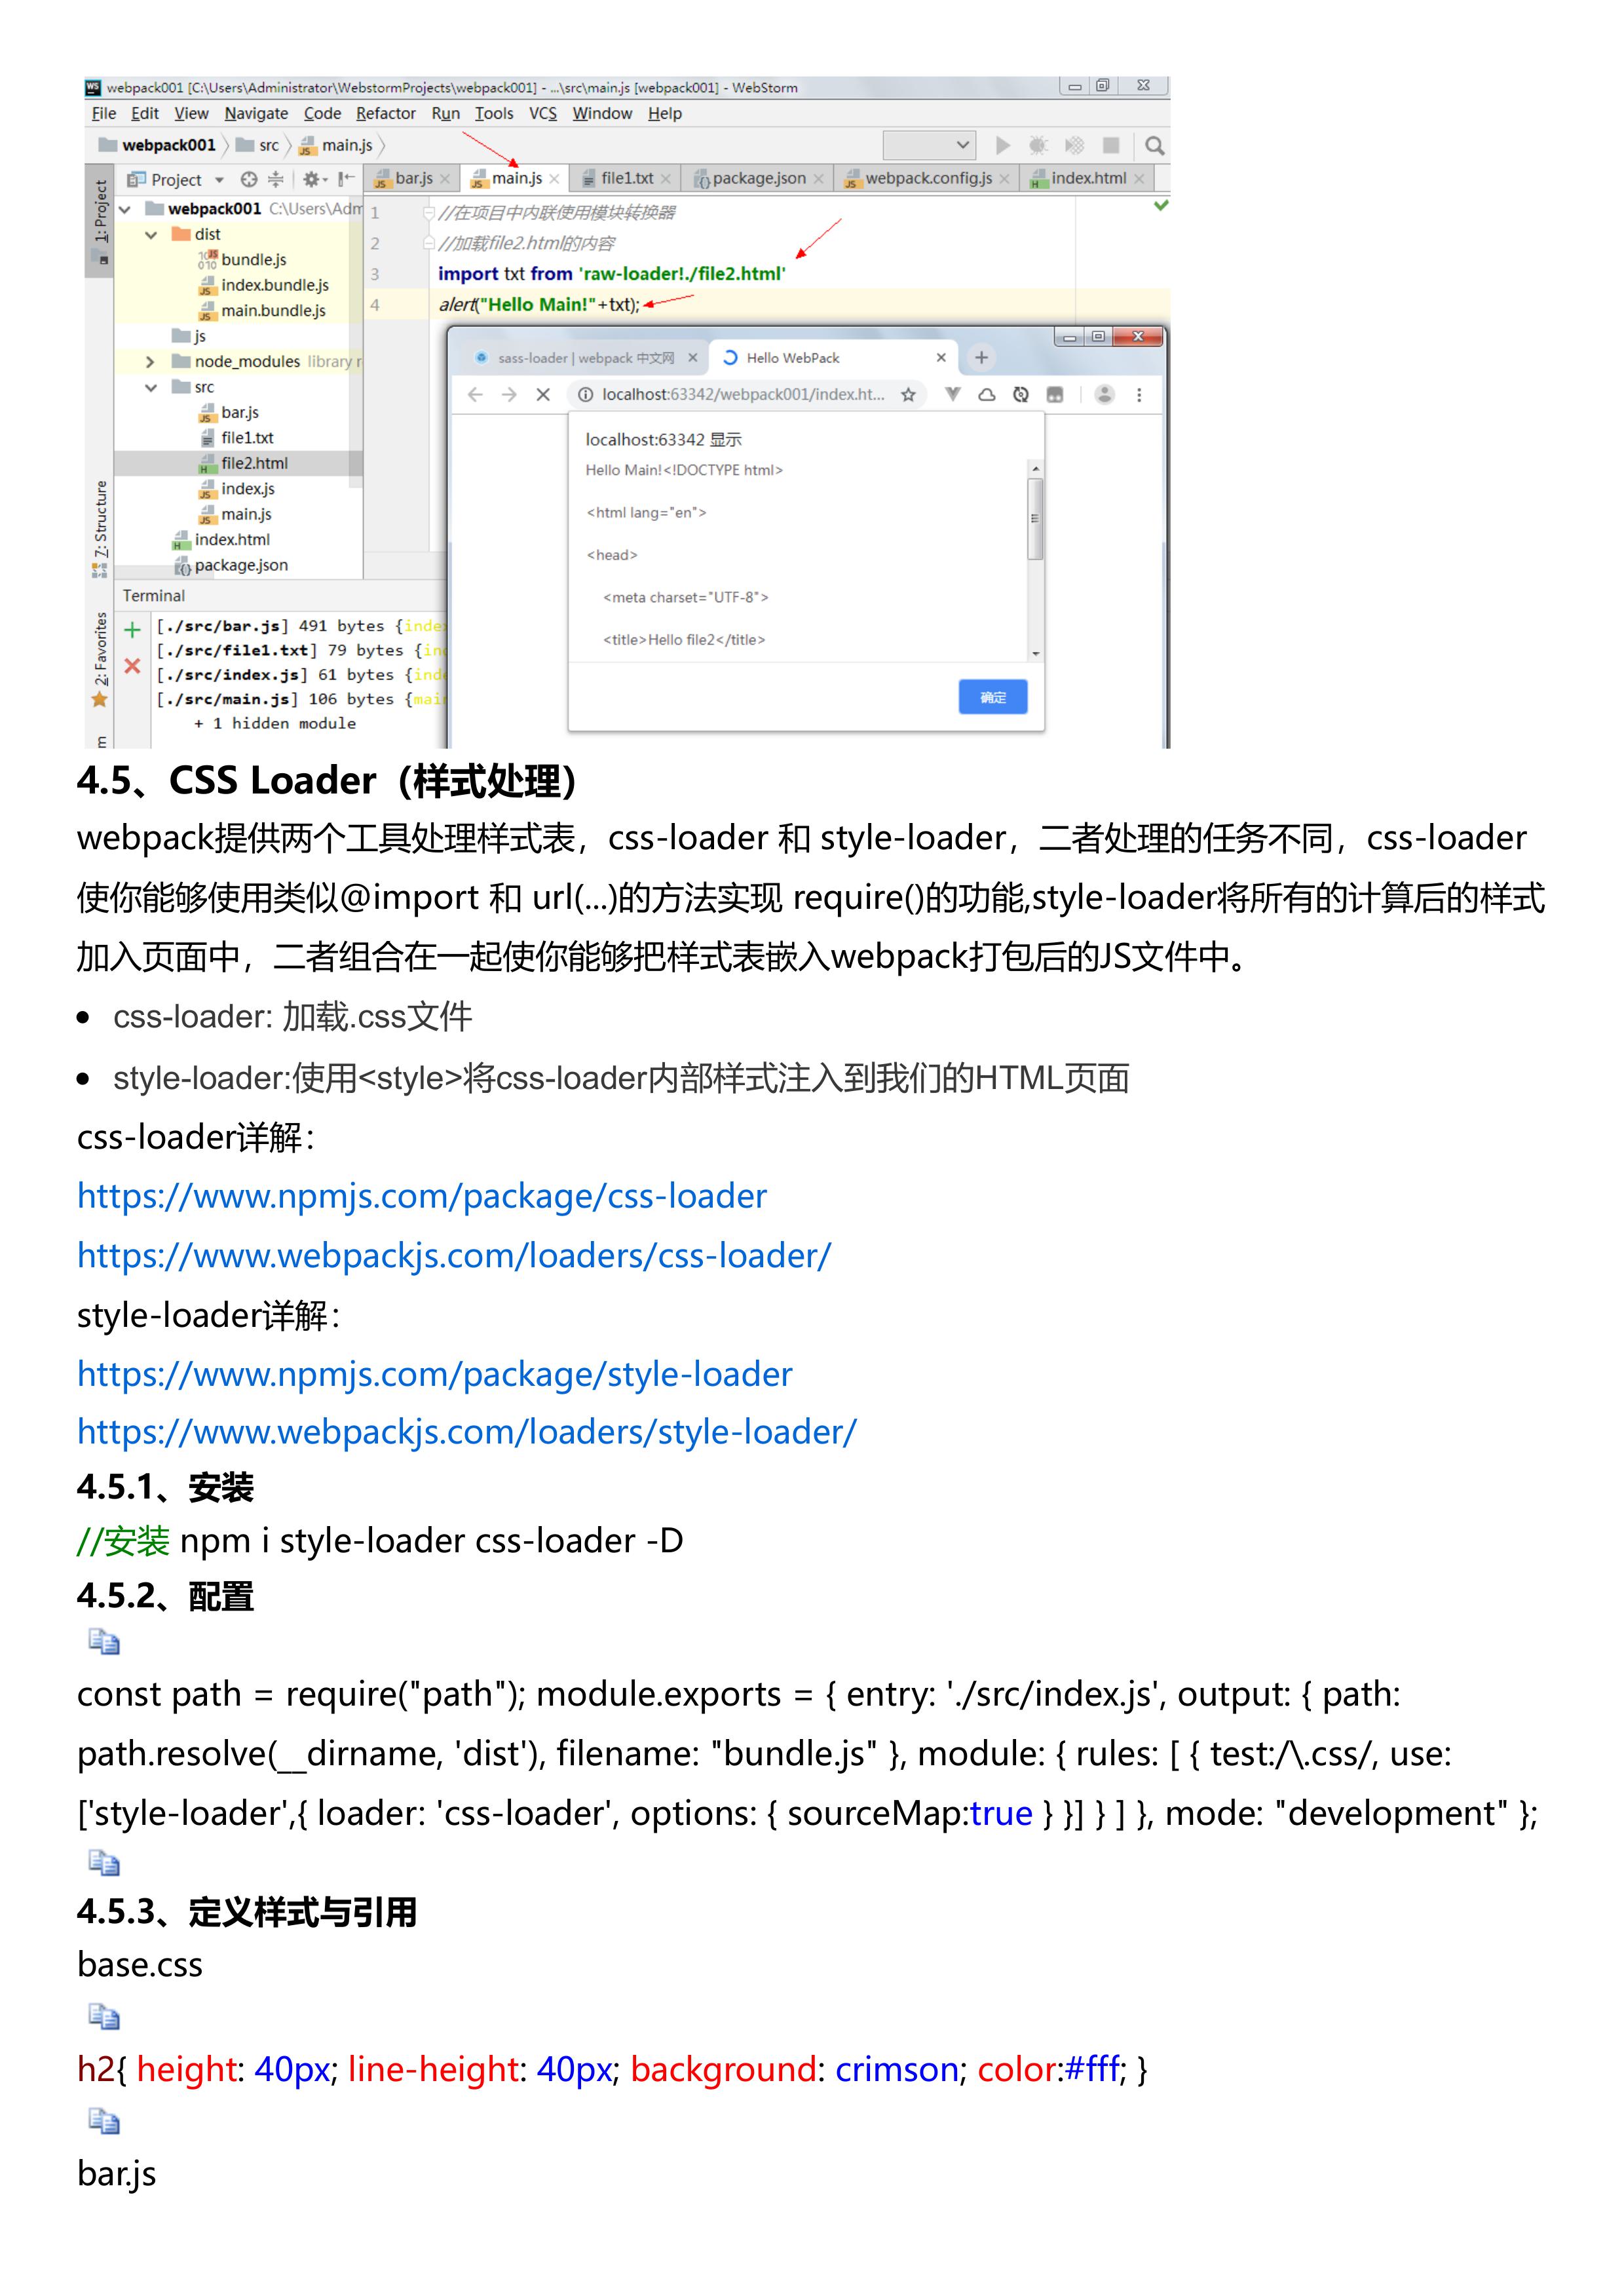 webpack001 [C:\Users\Administrator\WebstormProjects\webpack001] - ...\src\main.js [webpack001] - WebStorm
File Edit View Navigate Code Refactor Run Tools VCS Window Help
webpack001 src main.js
1: Project
Project
bar.js main.js file1.txt package.json webpack.config.js index.html
webpack001 C:\Users\Adm
dist
bundle.js
index.bundle.js
main.bundle.js
js
node_modules library r
src
bar.js
file1.txt
file2.html
index.js
main.js
index.html
package.json
7: Structure
2: Favorites
1 //在项目中内联使用模块转换器
2 //加载file2.html的内容
3 import txt from 'raw-loader!./file2.html'
4 alert("Hello Main!"+txt);
sass-loader | webpack 中文网 Hello WebPack
localhost:63342/webpack001/index.ht...
localhost:63342 显示
Hello Main!<!DOCTYPE html>
<html lang="en">
<head>
<meta charset="UTF-8">
<title>Hello file2</title>
确定
Terminal
[./src/bar.js] 491 bytes {inde
[./src/file1.txt] 79 bytes {in
[./src/index.js] 61 bytes {ind
[./src/main.js] 106 bytes {mai
+ 1 hidden module
4.5、CSS Loader（样式处理）
webpack提供两个工具处理样式表，css-loader 和 style-loader，二者处理的任务不同，css-loader
使你能够使用类似@import 和 url(...)的方法实现 require()的功能,style-loader将所有的计算后的样式
加入页面中，二者组合在一起使你能够把样式表嵌入webpack打包后的JS文件中。
• css-loader: 加载.css文件
• style-loader:使用<style>将css-loader内部样式注入到我们的HTML页面
css-loader详解：
https://www.npmjs.com/package/css-loader
https://www.webpackjs.com/loaders/css-loader/
style-loader详解：
https://www.npmjs.com/package/style-loader
https://www.webpackjs.com/loaders/style-loader/
4.5.1、安装
//安装 npm i style-loader css-loader -D
4.5.2、配置
const path = require("path"); module.exports = { entry: './src/index.js', output: { path:
path.resolve(__dirname, 'dist'), filename: "bundle.js" }, module: { rules: [ { test:/\.css/, use:
['style-loader',{ loader: 'css-loader', options: { sourceMap:true } }] } ] }, mode: "development" };
4.5.3、定义样式与引用
base.css
h2{ height: 40px; line-height: 40px; background: crimson; color:#fff; }
bar.js